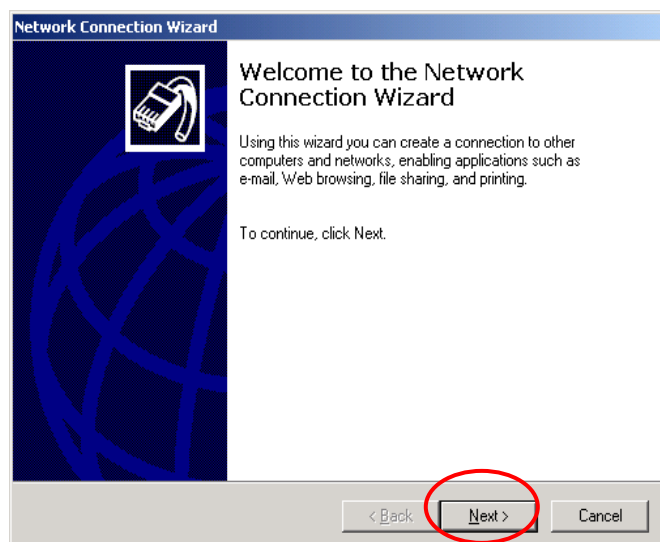 Network Connection Wizard
Welcome to the Network
Connection Wizard
Using this wizard you can create a connection to other
computers and networks, enabling applications such as
e-mail, Web browsing, file sharing, and printing.
To continue, click Next.
< Back Next > Cancel